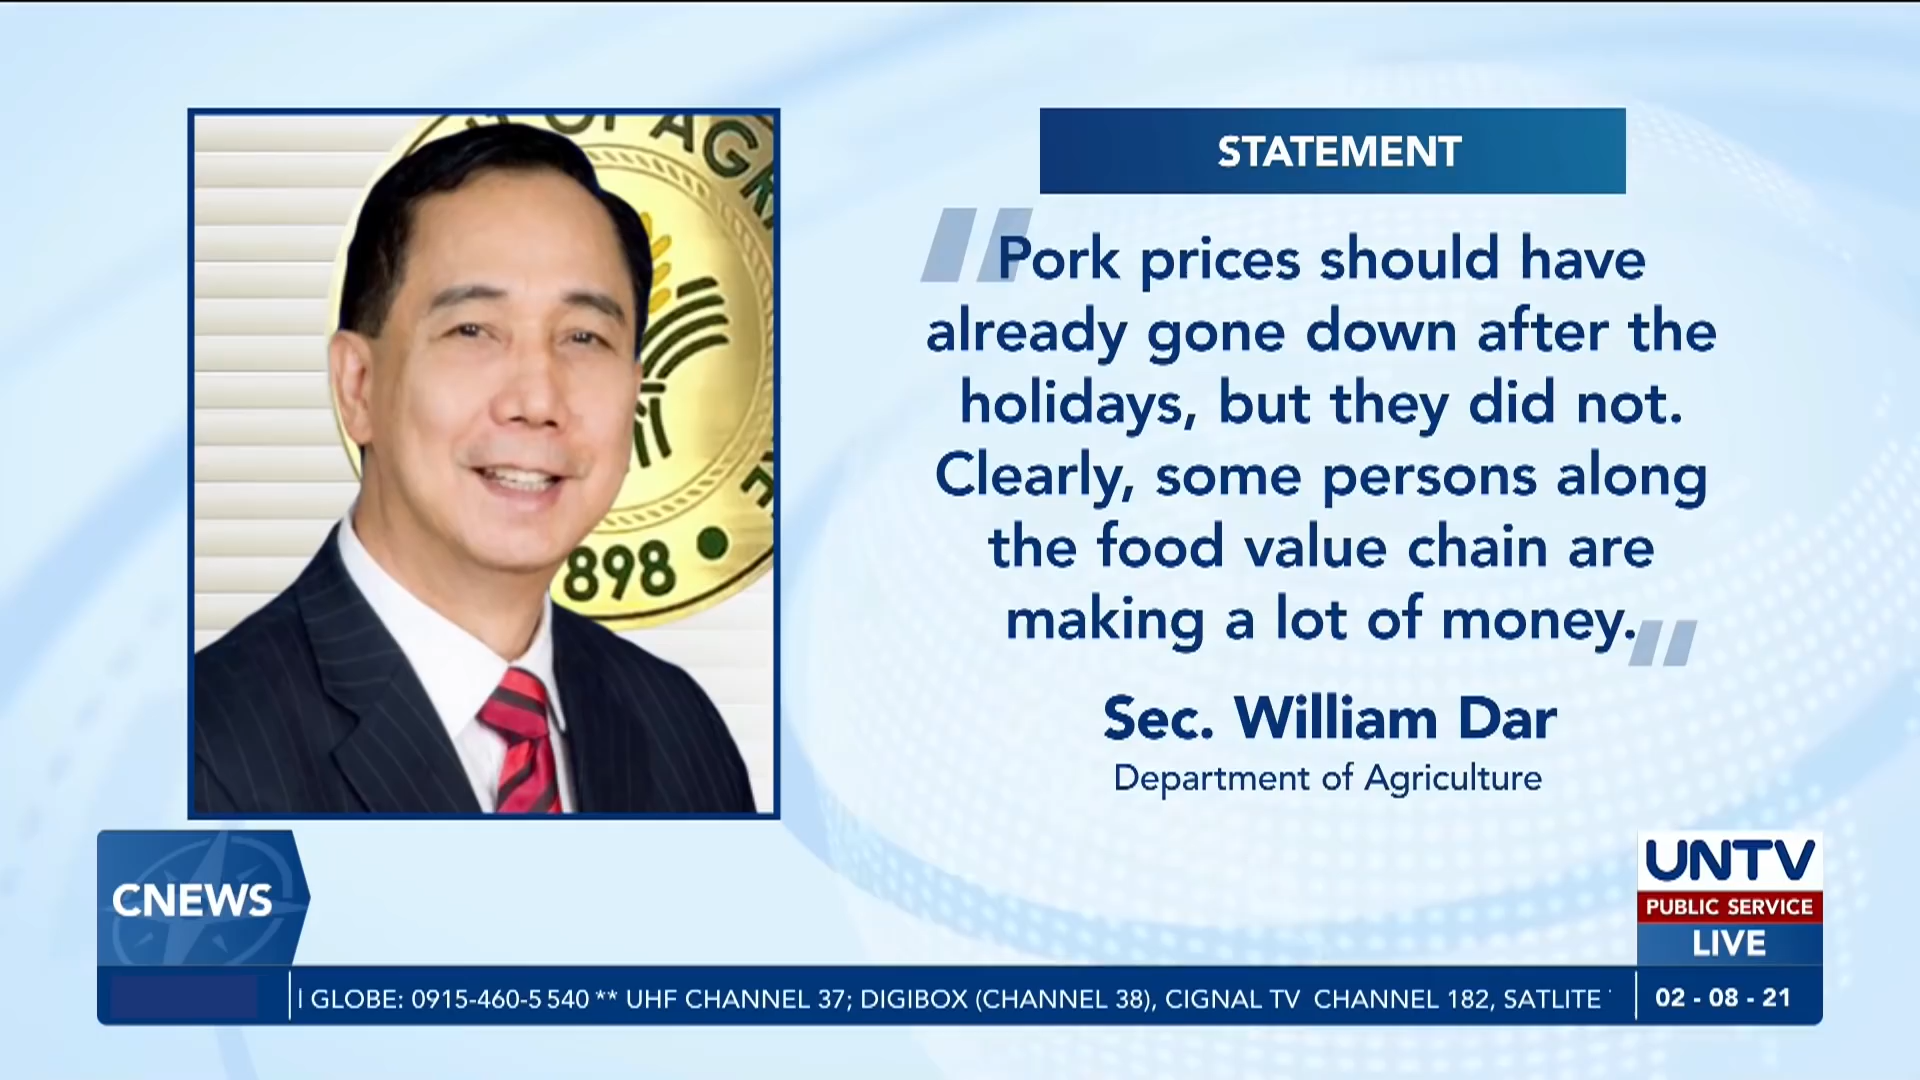 OF AGR
898
STATEMENT
"Pork prices should have
already gone down after the
holidays, but they did not.
Clearly, some persons along
the food value chain are
making a lot of money."
Sec. William Dar
Department of Agriculture
CNEWS
UNTV
PUBLIC SERVICE
LIVE
| GLOBE: 0915-460-5540 ** UHF CHANNEL 37; DIGIBOX (CHANNEL 38), CIGNAL TV CHANNEL 182, SATLITE
02 - 08 - 21